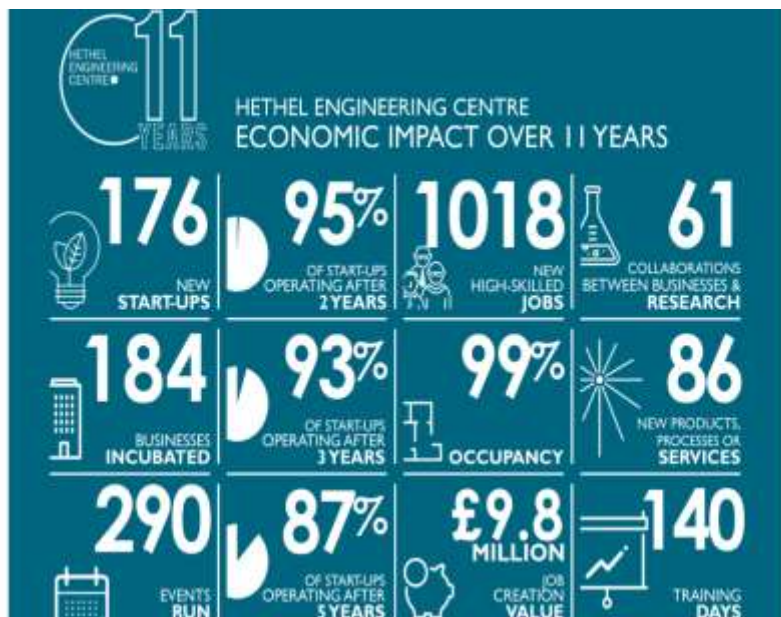 HETHEL
ENGINEERING
CENTRE
11
YEARS
HETHEL ENGINEERING CENTRE
ECONOMIC IMPACT OVER 11 YEARS
176
NEW
START-UPS
95%
OF START-UPS
OPERATING AFTER
2 YEARS
1018
NEW
HIGH-SKILLED
JOBS
61
COLLABORATIONS
BETWEEN BUSINESSES &
RESEARCH
184
BUSINESSES
INCUBATED
93%
OF START-UPS
OPERATING AFTER
3 YEARS
99%
OCCUPANCY
86
NEW PRODUCTS,
PROCESSES OR
SERVICES
290
EVENTS
RUN
87%
OF START-UPS
OPERATING AFTER
5 YEARS
£9.8
MILLION
JOB
CREATION
VALUE
140
TRAINING
DAYS